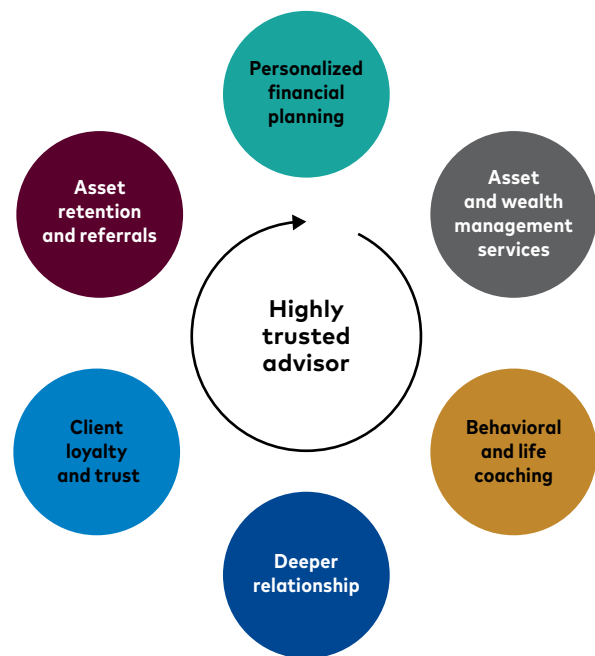 Personalized
financial
planning
Asset
and wealth
management
services
Behavioral
and life
coaching
Deeper
relationship
Client
loyalty
and trust
Asset
retention
and referrals
Highly
trusted
advisor